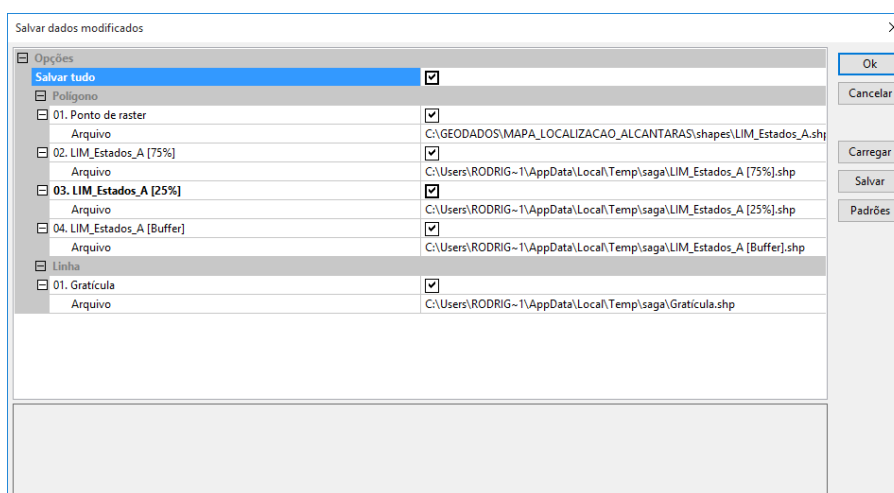 Salvar dados modificados
Opções
Salvar tudo
Polígono
01. Ponto de raster
Arquivo C:\GEODADOS\MAPA_LOCALIZACAO_ALCANTARAS\shapes\LIM_Estados_A.shp
02. LIM_Estados_A [75%]
Arquivo C:\Users\RODRIG~1\AppData\Local\Temp\saga\LIM_Estados_A [75%].shp
03. LIM_Estados_A [25%]
Arquivo C:\Users\RODRIG~1\AppData\Local\Temp\saga\LIM_Estados_A [25%].shp
04. LIM_Estados_A [Buffer]
Arquivo C:\Users\RODRIG~1\AppData\Local\Temp\saga\LIM_Estados_A [Buffer].shp
Linha
01. Gratícula
Arquivo C:\Users\RODRIG~1\AppData\Local\Temp\saga\Gratícula.shp
Ok
Cancelar
Carregar
Salvar
Padrões